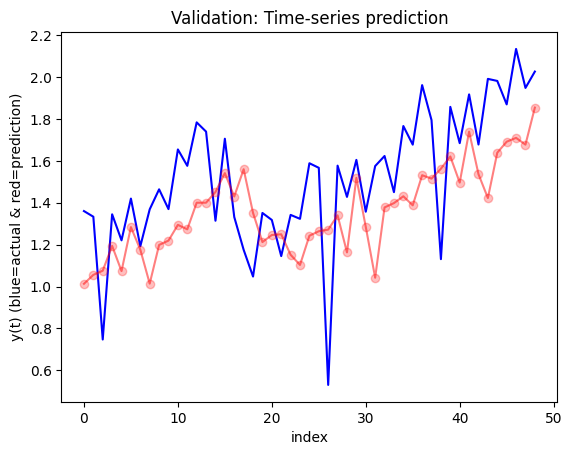 Validation: Time-series prediction
y(t) (blue=actual & red=prediction)
2.2
2.0
1.8
1.6
1.4
1.2
1.0
0.8
0.6
0 10 20 30 40 50
index